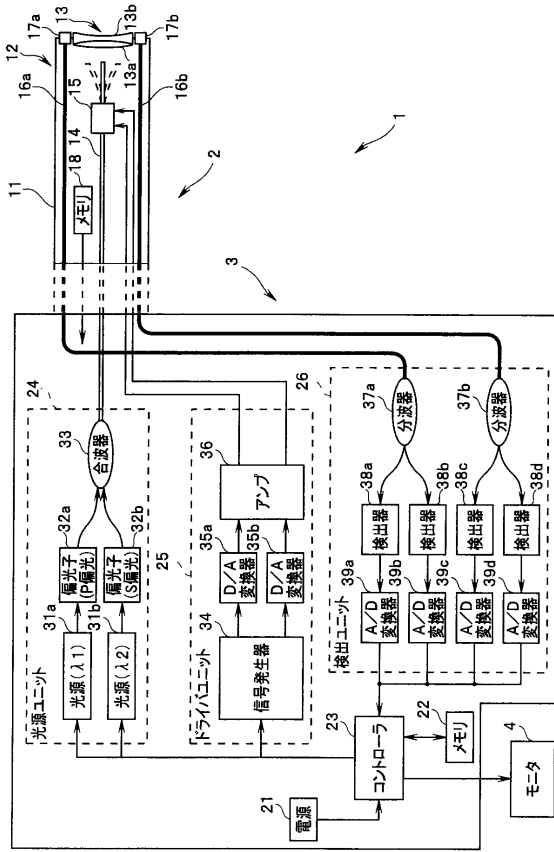 1
2
3
11
12
13
13a
13b
17a
17b
16a
16b
15
14
18
メモリ
24
光源ユニット
31a
光源(λ1)
31b
光源(λ2)
32a
偏光子
(P偏光)
32b
偏光子
(S偏光)
33
合波器
25
ドライバユニット
34
信号発生器
35a
D/A
変換器
35b
D/A
変換器
36
アンプ
26
検出ユニット
37a
分波器
37b
分波器
38a
検出器
38b
検出器
38c
検出器
38d
検出器
39a
A/D
変換器
39b
A/D
変換器
39c
A/D
変換器
39d
A/D
変換器
21
電源
23
コントローラ
22
メモリ
4
モニタ